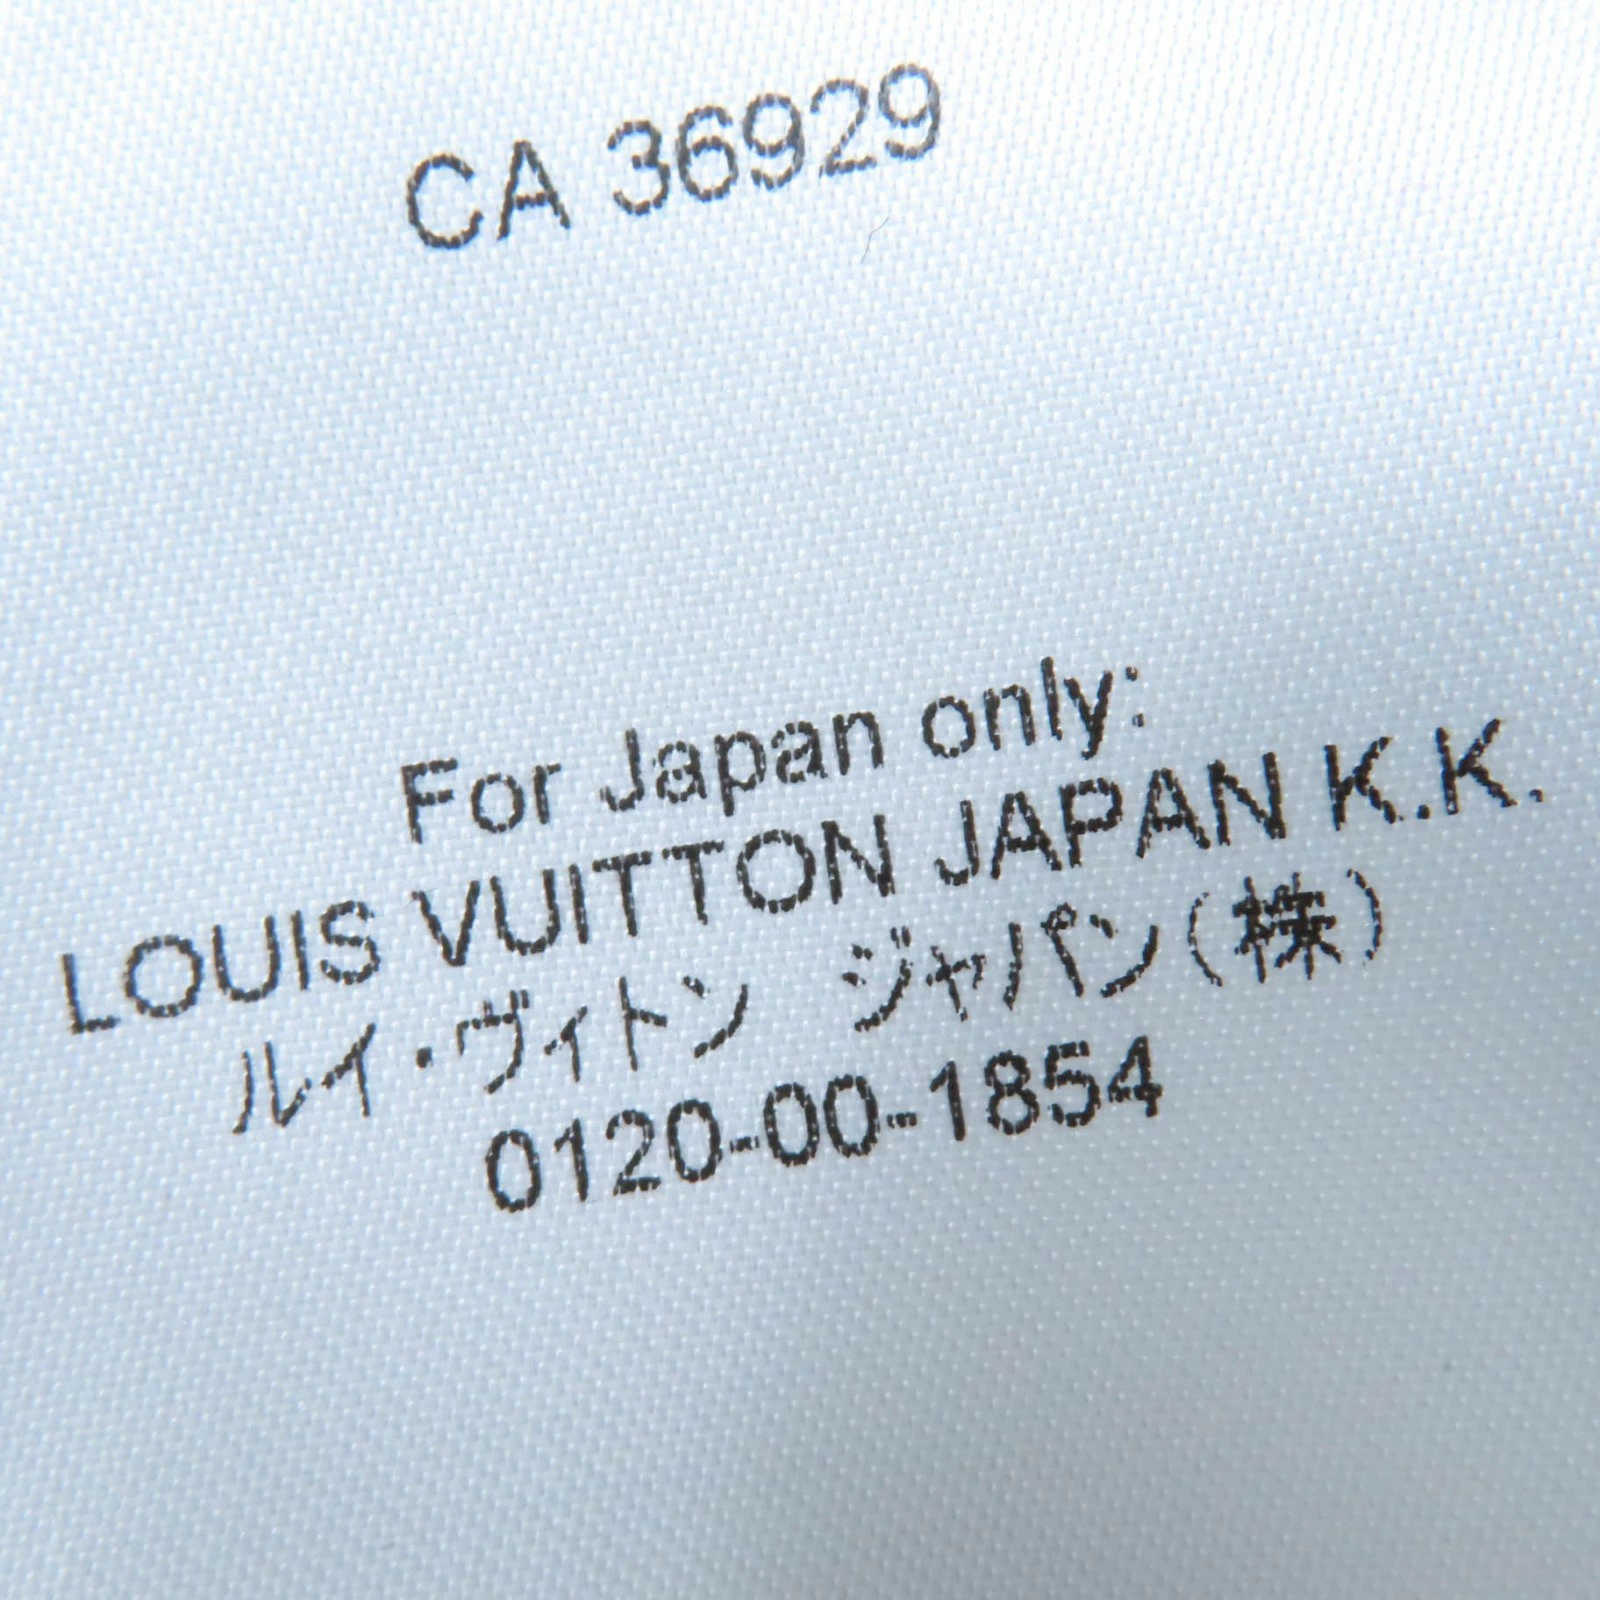 CA 36929
For Japan only:
LOUIS VUITTON JAPAN K.K.
ルイ・ヴィトン　ジャパン(株)
0120-00-1854